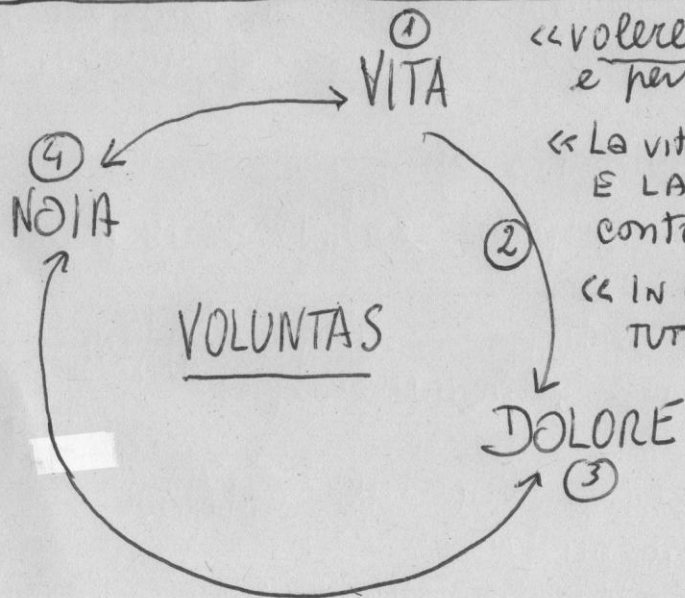 ①
VITA
«volere
e per
④
NOIA
« La vit
E LA
②
cont
« IN
TUT
VOLUNTAS
DOLORE
③